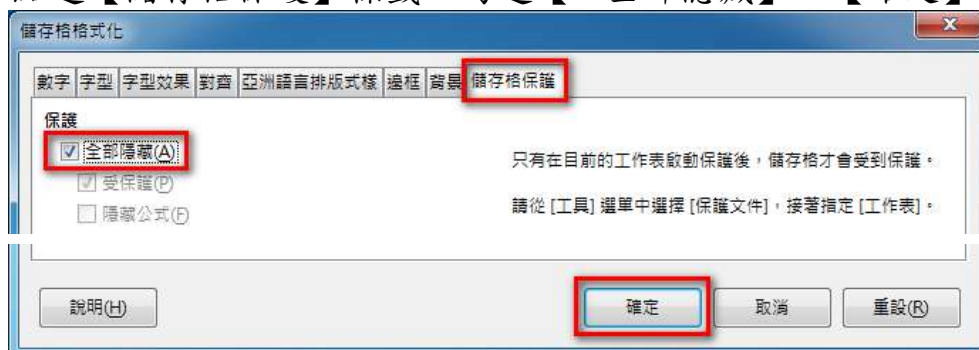 【儲存格保護】
儲存格格式化
數字 字型 字型效果 對齊 亞洲語言排版式樣 邊框 背景 儲存格保護
保護
全部隱藏(A)
只有在目前的工作表啟動保護後，儲存格才會受到保護。
受保護(P)
請從 [工具] 選單中選擇 [保護文件]，接著指定 [工作表]。
隱藏公式(F)
說明(H) 確定 取消 重設(R)